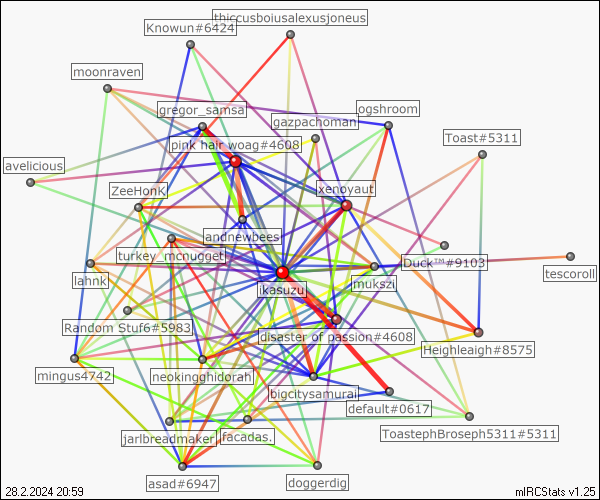 thiccusboiusalexusjoneus
Knowun#6424
moonraven
gregor_samsa
ogshroom
gazpachoman
pink hair woag#4608
Toast#5311
avelicious
ZeeHonK
xenoyaut
andnewbees
turkey_mcnugget
Duck™#9103
tescoroll
lahnk
ikasuzu
mukszi
Random Stuf6#5983
disaster of passion#4608
Heighleaigh#8575
mingus4742
neokingghidorah
bigcitysamurai
default#0617
jarlbreadmaker
facadas.
ToastephBroseph5311#5311
asad#6947
doggerdig
28.2.2024 20:59
mIRCStats v1.25